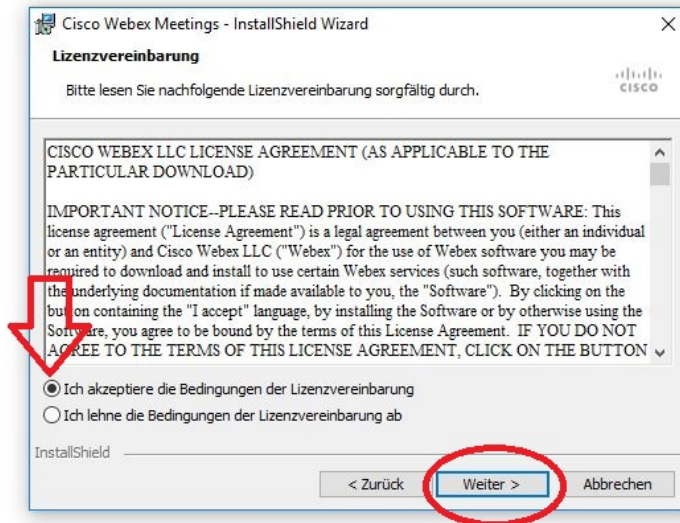 Cisco Webex Meetings - InstallShield Wizard
Lizenzvereinbarung
Bitte lesen Sie nachfolgende Lizenzvereinbarung sorgfältig durch.
CISCO
CISCO WEBEX LLC LICENSE AGREEMENT (AS APPLICABLE TO THE
PARTICULAR DOWNLOAD)
IMPORTANT NOTICE--PLEASE READ PRIOR TO USING THIS SOFTWARE: This
license agreement ("License Agreement") is a legal agreement between you (either an individual
or an entity) and Cisco Webex LLC ("Webex") for the use of Webex software you may be
required to download and install to use certain Webex services (such software, together with
the underlying documentation if made available to you, the "Software").  By clicking on the
button containing the "I accept" language, by installing the Software or by otherwise using the
Software, you agree to be bound by the terms of this License Agreement.  IF YOU DO NOT
AGREE TO THE TERMS OF THIS LICENSE AGREEMENT, CLICK ON THE BUTTON
Ich akzeptiere die Bedingungen der Lizenzvereinbarung
Ich lehne die Bedingungen der Lizenzvereinbarung ab
InstallShield
< Zurück Weiter > Abbrechen